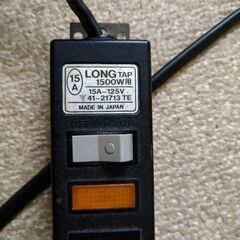 15
A
LONG TAP
1500W用
15A-125V
〒41-21713 TE
MADE IN JAPAN